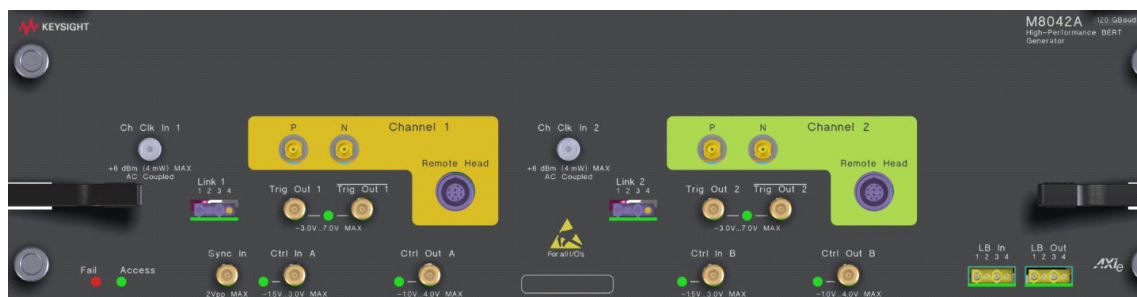 KEYSIGHT
M8042A 120 GBaud
High-Performance BERT
Generator
Ch Clk In 1
+6 dBm (4 mW) MAX
AC Coupled
P N Channel 1
Remote Head
Link 1
1 2 3 4
Trig Out 1 Trig Out 1
-3.0V...7.0V MAX
Ch Clk In 2
+6 dBm (4 mW) MAX
AC Coupled
P N Channel 2
Remote Head
Link 2
1 2 3 4
Trig Out 2 Trig Out 2
-3.0V...7.0V MAX
Fail Access
Sync In
2Vpp MAX
Ctrl In A
-1.5V...3.0V MAX
Ctrl Out A
-1.0V...4.0V MAX
For all I/O's
Ctrl In B
-1.5V...3.0V MAX
Ctrl Out B
-1.0V...4.0V MAX
LB In
1 2 3 4
LB Out
1 2 3 4
AXIe